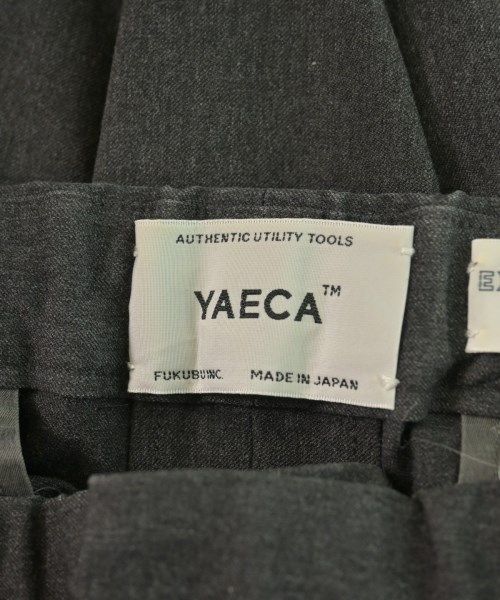 AUTHENTIC UTILITY TOOLS
YAECA™
FUKUBU INC. MADE IN JAPAN